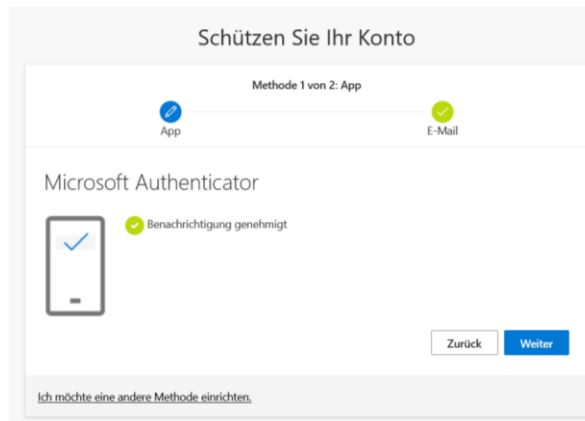 Schützen Sie Ihr Konto
Methode 1 von 2: App
App
E-Mail
Microsoft Authenticator
Benachrichtigung genehmigt
Zurück
Weiter
Ich möchte eine andere Methode einrichten.